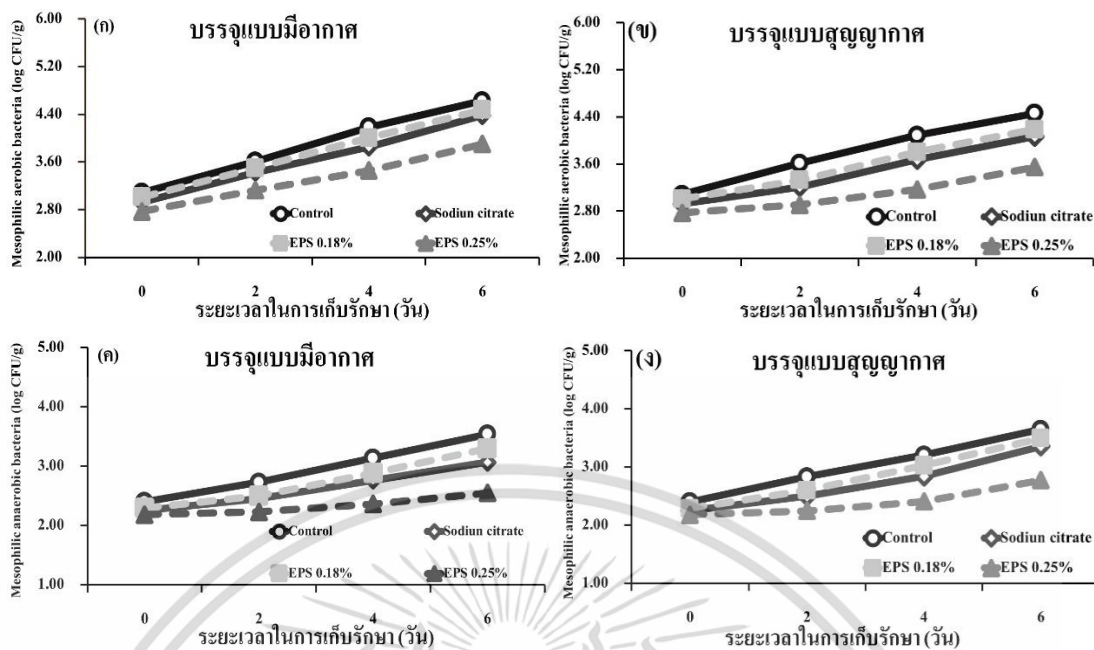 (ก) บรรจุแบบมีอากาศ
Mesophilic aerobic bacteria (log CFU/g)
6.00
5.20
4.40
3.60
2.80
2.00
Control
Sodiun citrate
EPS 0.18%
EPS 0.25%
0 2 4 6
ระยะเวลาในการเก็บรักษา (วัน)
(ข) บรรจุแบบสุญญากาศ
Mesophilic aerobic bacteria (log CFU/g)
6.00
5.20
4.40
3.60
2.80
2.00
Control
Sodiun citrate
EPS 0.18%
EPS 0.25%
0 2 4 6
ระยะเวลาในการเก็บรักษา (วัน)
(ค) บรรจุแบบมีอากาศ
Mesophilic anaerobic bacteria (log CFU/g)
5.00
4.00
3.00
2.00
1.00
Control
Sodiun citrate
EPS 0.18%
EPS 0.25%
0 2 4 6
ระยะเวลาในการเก็บรักษา (วัน)
(ง) บรรจุแบบสุญญากาศ
Mesophilic anaerobic bacteria (log CFU/g)
5.00
4.00
3.00
2.00
1.00
Control
Sodiun citrate
EPS 0.18%
EPS 0.25%
0 2 4 6
ระยะเวลาในการเก็บรักษา (วัน)